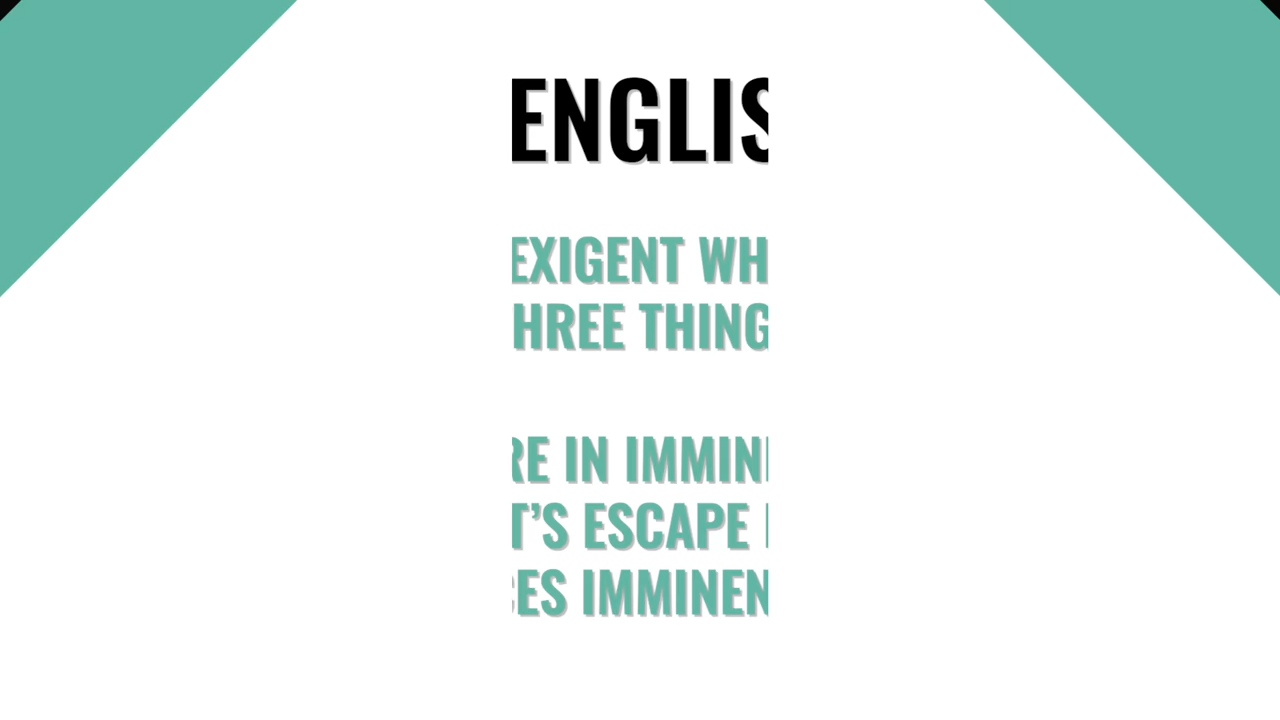 ENGLIS
EXIGENT WH
HREE THING
RE IN IMMIN
T'S ESCAPE
ES IMMINEN